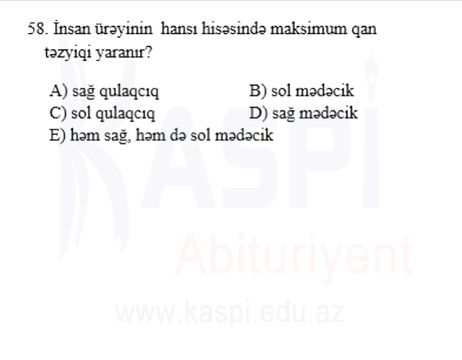 58. İnsan ürəyinin hansı hisəsində maksimum qan
təzyiqi yaranır?
A) sağ qulaqcıq B) sol mədəcik
C) sol qulaqcıq D) sağ mədəcik
E) həm sağ, həm də sol mədəcik
KASPİ
Abituriyent
www.kaspi.edu.az